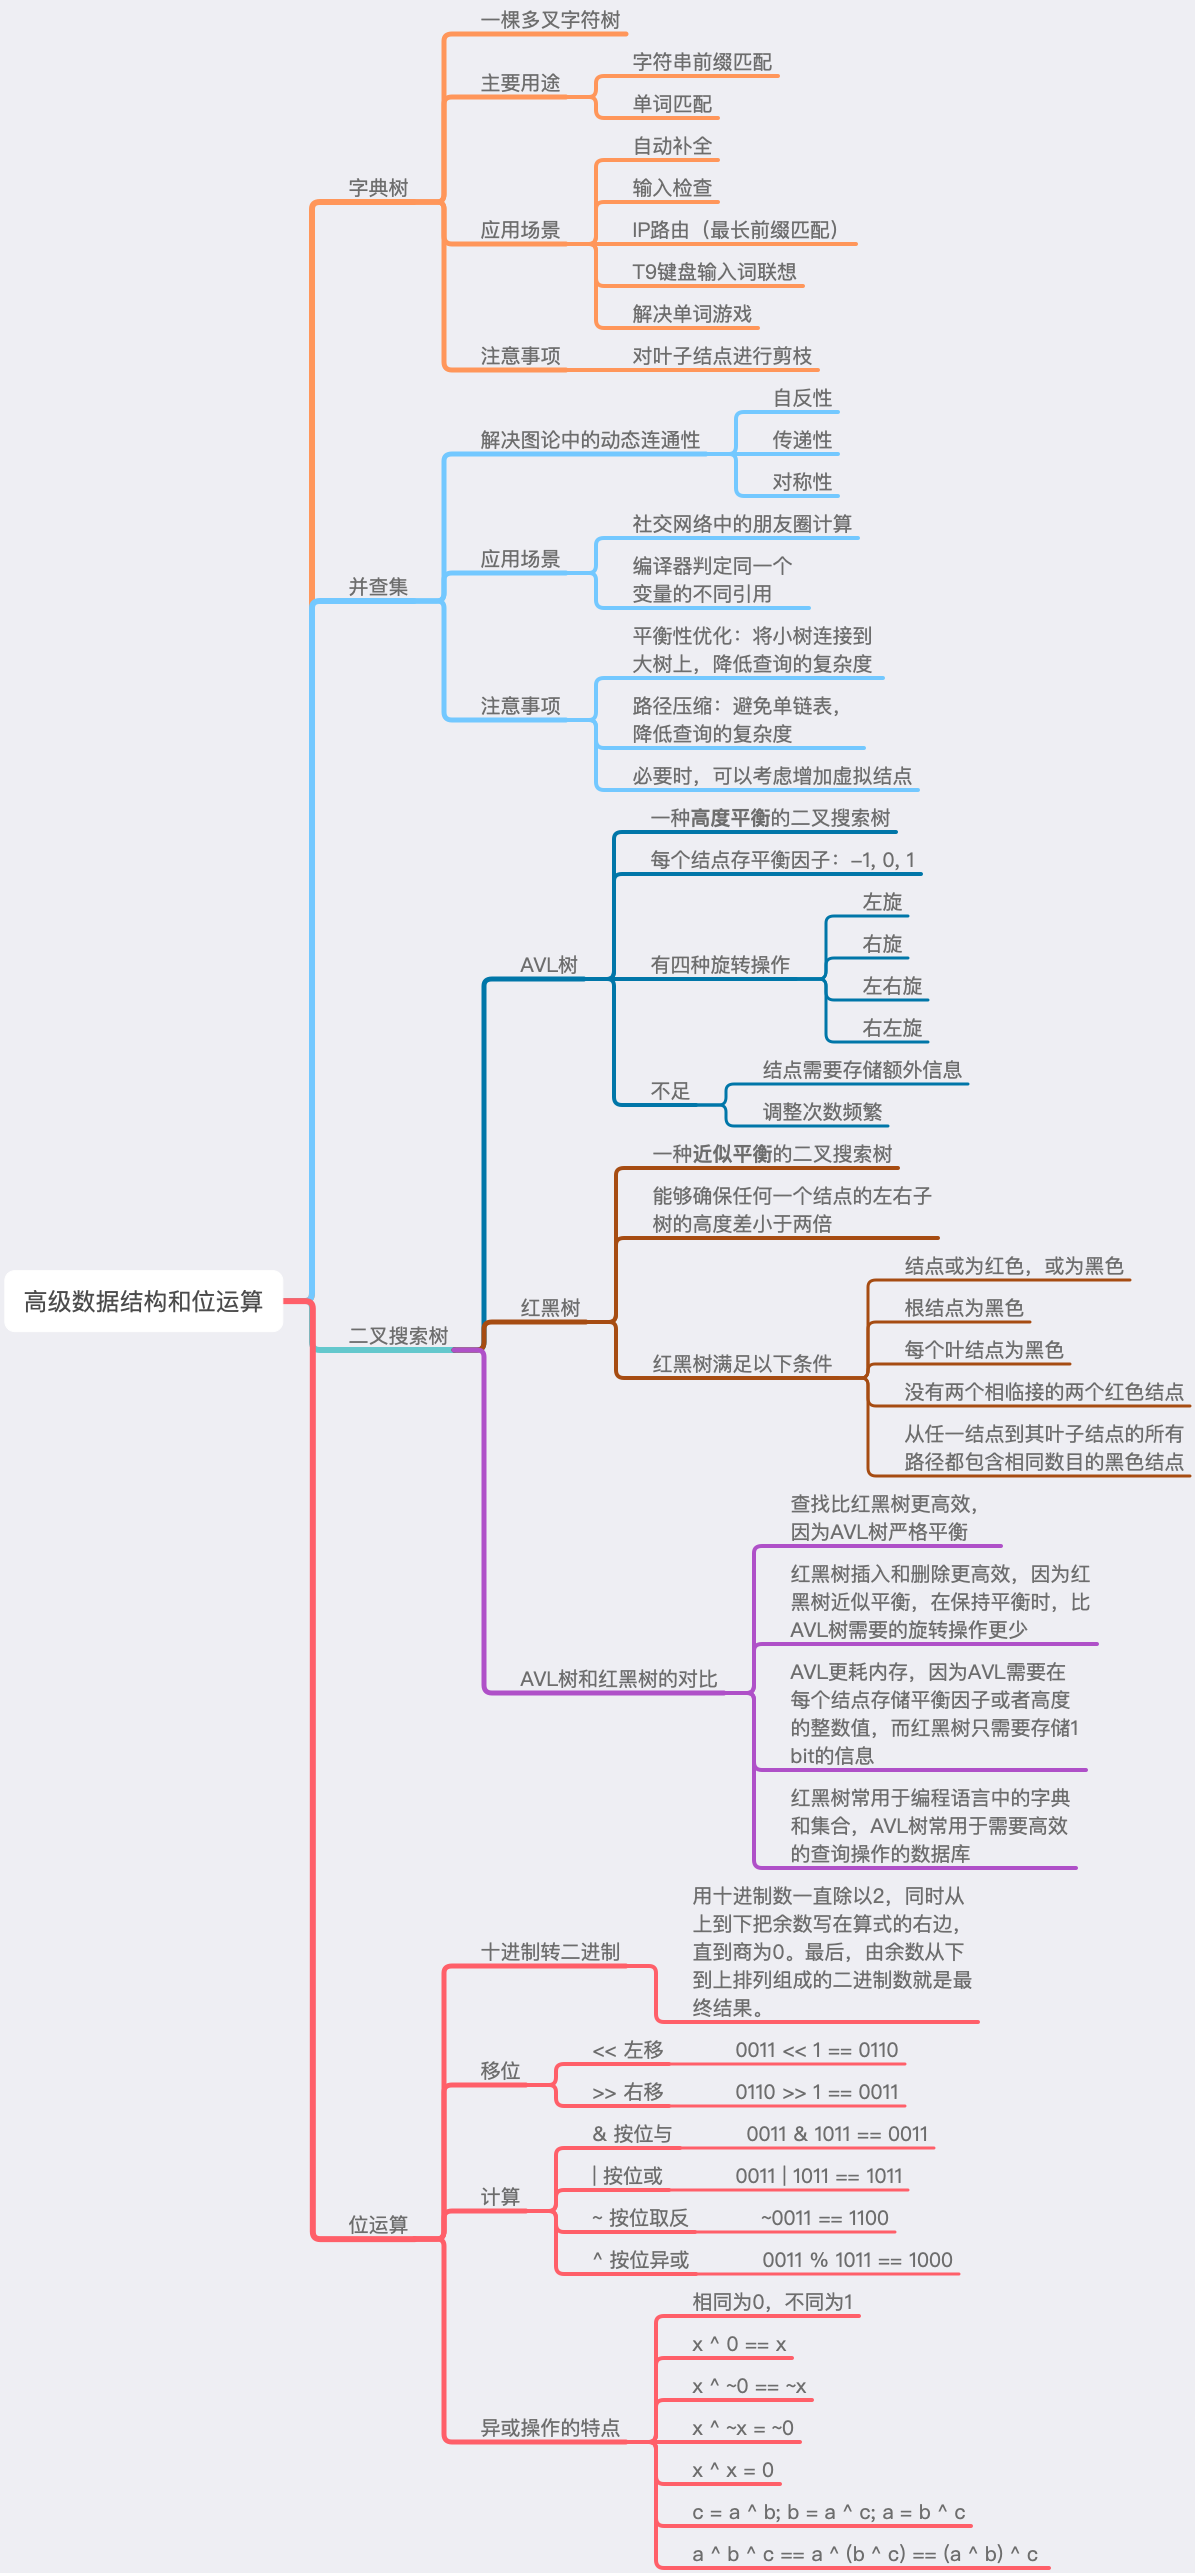 一棵多叉字符树
字符串前缀匹配
主要用途
单词匹配
自动补全
字典树
输入检查
应用场景
IP路由（最长前缀匹配）
T9键盘输入词联想
解决单词游戏
注意事项
对叶子结点进行剪枝
自反性
解决图论中的动态连通性
传递性
对称性
社交网络中的朋友圈计算
应用场景
编译器判定同一个
变量的不同引用
并查集
平衡性优化：将小树连接到
大树上，降低查询的复杂度
注意事项
路径压缩：避免单链表，
降低查询的复杂度
必要时，可以考虑增加虚拟结点
一种高度平衡的二叉搜索树
每个结点存平衡因子：–1, 0, 1
左旋
右旋
AVL树
有四种旋转操作
左右旋
右左旋
结点需要存储额外信息
不足
调整次数频繁
一种近似平衡的二叉搜索树
能够确保任何一个结点的左右子
树的高度差小于两倍
结点或为红色，或为黑色
高级数据结构和位运算
红黑树
根结点为黑色
二叉搜索树
每个叶结点为黑色
红黑树满足以下条件
没有两个相临接的两个红色结点
从任一结点到其叶子结点的所有
路径都包含相同数目的黑色结点
查找比红黑树更高效，
因为AVL树严格平衡
红黑树插入和删除更高效，因为红
黑树近似平衡，在保持平衡时，比
AVL树需要的旋转操作更少
AVL树和红黑树的对比
AVL更耗内存，因为AVL需要在
每个结点存储平衡因子或者高度
的整数值，而红黑树只需要存储1
bit的信息
红黑树常用于编程语言中的字典
和集合，AVL树常用于需要高效
的查询操作的数据库
十进制转二进制
用十进制数一直除以2，同时从
上到下把余数写在算式的右边，
直到商为0。最后，由余数从下
到上排列组成的二进制数就是最
终结果。
移位
<< 左移
0011 << 1 == 0110
>> 右移
0110 >> 1 == 0011
& 按位与
0011 & 1011 == 0011
| 按位或
0011 | 1011 == 1011
计算
位运算
~ 按位取反
~0011 == 1100
^ 按位异或
0011 % 1011 == 1000
相同为0，不同为1
x ^ 0 == x
x ^ ~0 == ~x
异或操作的特点
x ^ ~x = ~0
x ^ x = 0
c = a ^ b; b = a ^ c; a = b ^ c
a ^ b ^ c == a ^ (b ^ c) == (a ^ b) ^ c